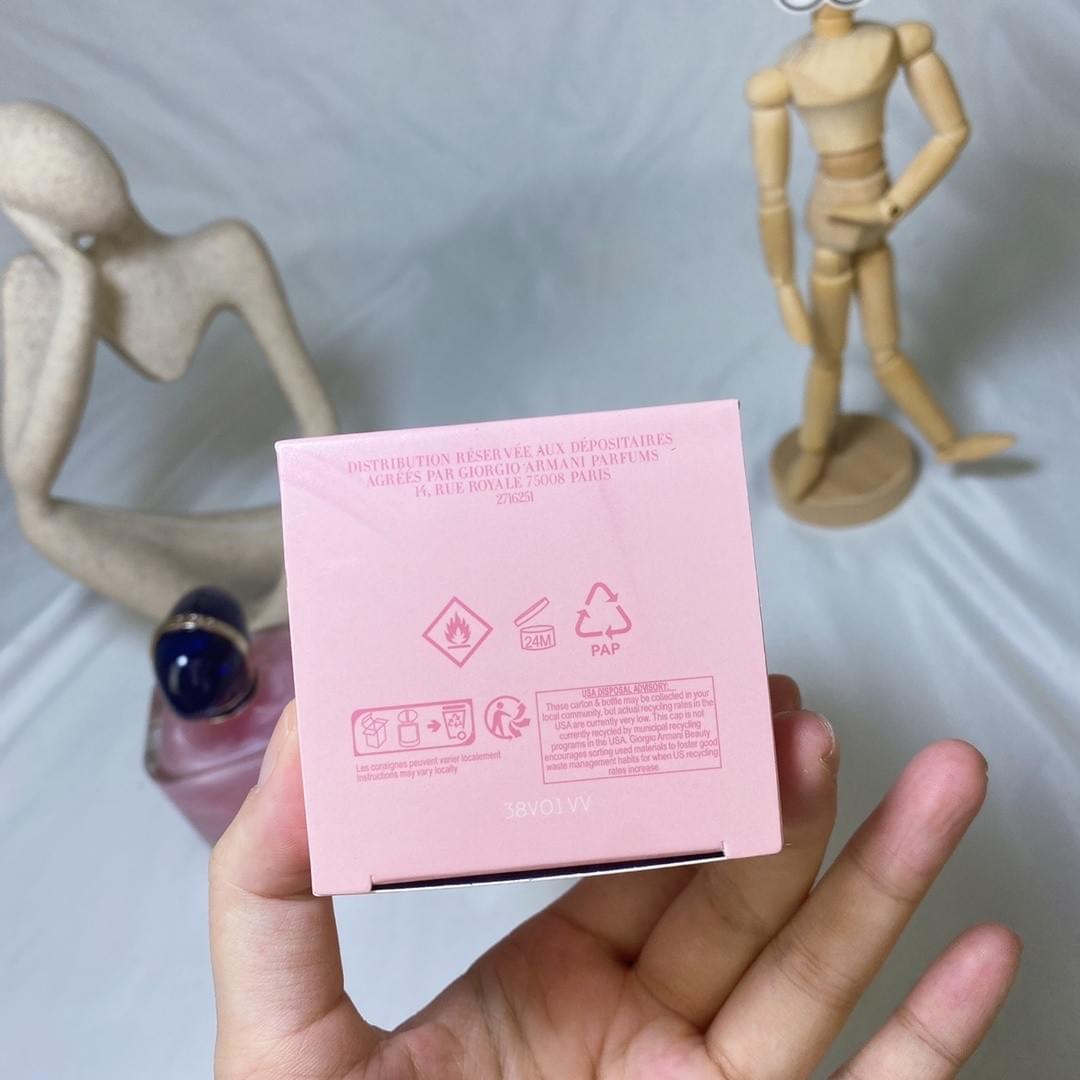 DISTRIBUTION RÉSERVÉE AUX DÉPOSITAIRES
AGRÉÉS PAR GIORGIO ARMANI PARFUMS
14, RUE ROYALE 75008 PARIS
2716251
24M
PAP
Les consignes peuvent varier localement
Instructions may vary locally
USA DISPOSAL ADVISORY:
These carton & bottle may be collected in your
local community, but actual recycling rates in the
USA are currently very low. This cap is not
currently recycled by municipal recycling
programs in the USA. Giorgio Armani Beauty
encourages sorting used materials to foster good
waste management habits for when US recycling
rates increase.
38VO1VV